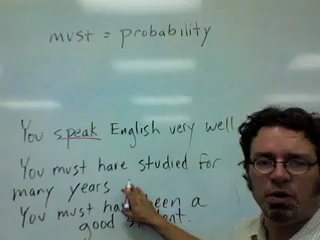 must = probability
You speak English very well.
You must have studied for
many years
You must have been a
good student.